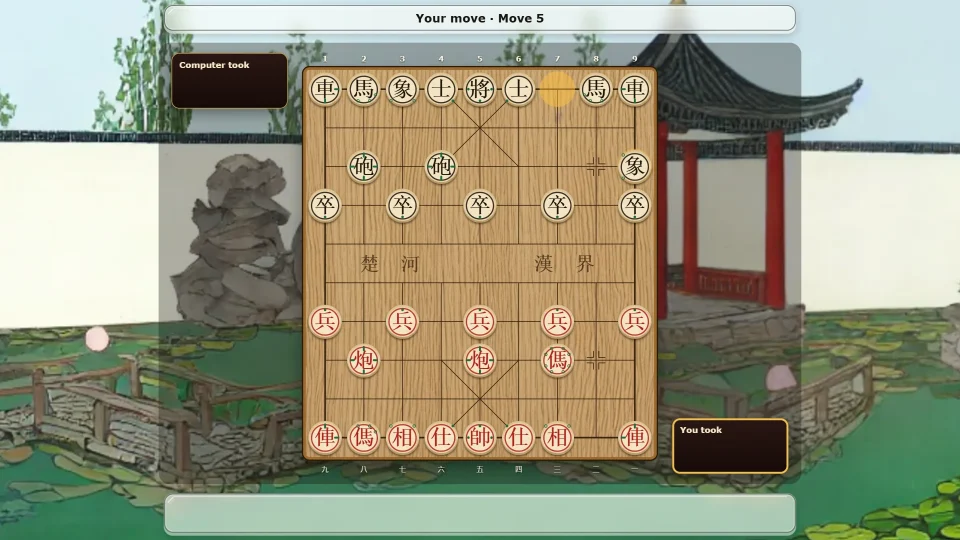 Your move · Move 5
Computer took
1 2 3 4 5 6 7 8 9
車 馬 象 士 將 士 馬 車
砲 砲 象
卒 卒 卒 卒 卒
楚 河 漢 界
兵 兵 兵 兵 兵
炮 炮 傌
俥 傌 相 仕 帥 仕 相 俥
九 八 七 六 五 四 三 二 一
You took